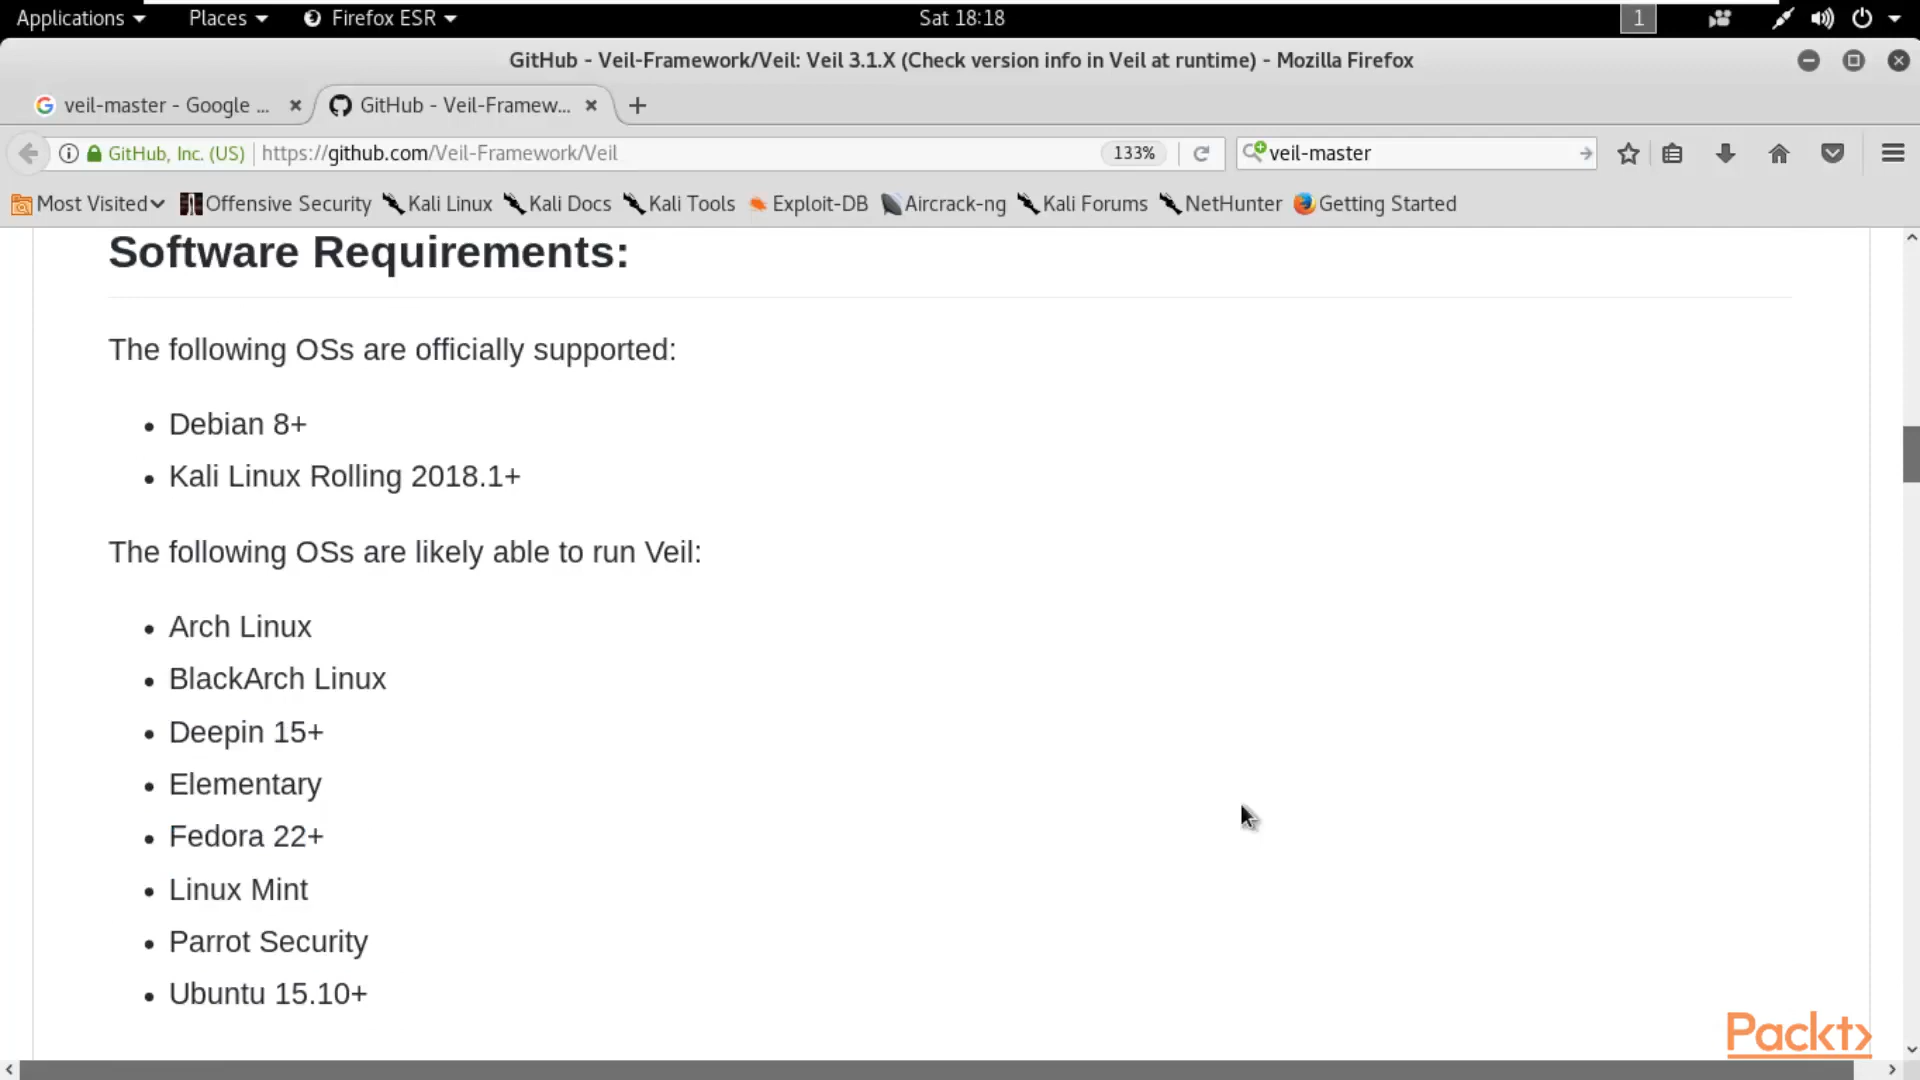 Applications Places Firefox ESR Sat 18:18 1
GitHub - Veil-Framework/Veil: Veil 3.1.X (Check version info in Veil at runtime) - Mozilla Firefox
veil-master - Google ... GitHub - Veil-Framew...
GitHub, Inc. (US) https://github.com/Veil-Framework/Veil 133% veil-master
Most Visited Offensive Security Kali Linux Kali Docs Kali Tools Exploit-DB Aircrack-ng Kali Forums NetHunter Getting Started
Software Requirements:
The following OSs are officially supported:
• Debian 8+
• Kali Linux Rolling 2018.1+
The following OSs are likely able to run Veil:
• Arch Linux
• BlackArch Linux
• Deepin 15+
• Elementary
• Fedora 22+
• Linux Mint
• Parrot Security
• Ubuntu 15.10+
Packt>